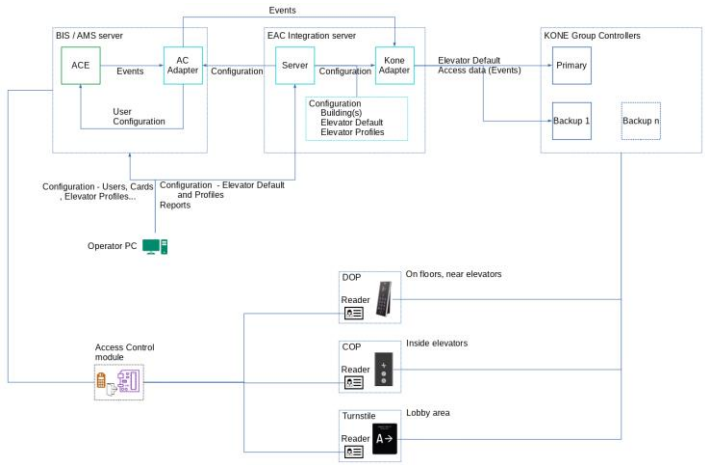 Events
BIS / AMS server
EAC Integration server
KONE Group Controllers
ACE
Events
AC
Adapter
Configuration
Server
Configuration
Kone
Adapter
Elevator Default
Access data (Events)
Primary
User
Configuration
Configuration
Building(s)
Elevator Default
Elevator Profiles
Backup 1
Backup n
Configuration - Users, Cards
, Elevator Profiles...
Configuration - Elevator Default
and Profiles
Reports
Operator PC
DOP
On floors, near elevators
Reader
COP
Inside elevators
Reader
Access Control
module
Turnstile
Lobby area
Reader
A→